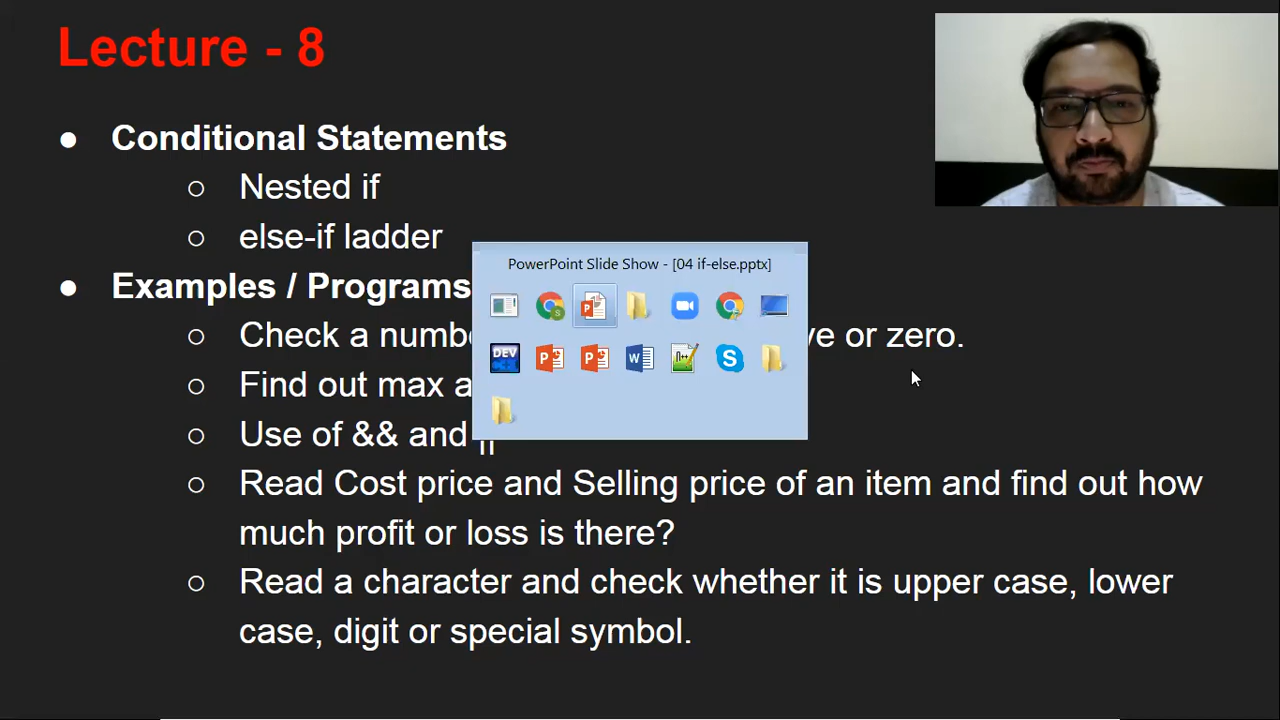 Lecture - 8
● Conditional Statements
○ Nested if
○ else-if ladder
PowerPoint Slide Show - [04 if-else.pptx]
● Examples / Programs
○ Check a or zero.
○ Find out max
DEV
○ Use of && and ||
○ Read Cost price and Selling price of an item and find out how
much profit or loss is there?
○ Read a character and check whether it is upper case, lower
case, digit or special symbol.